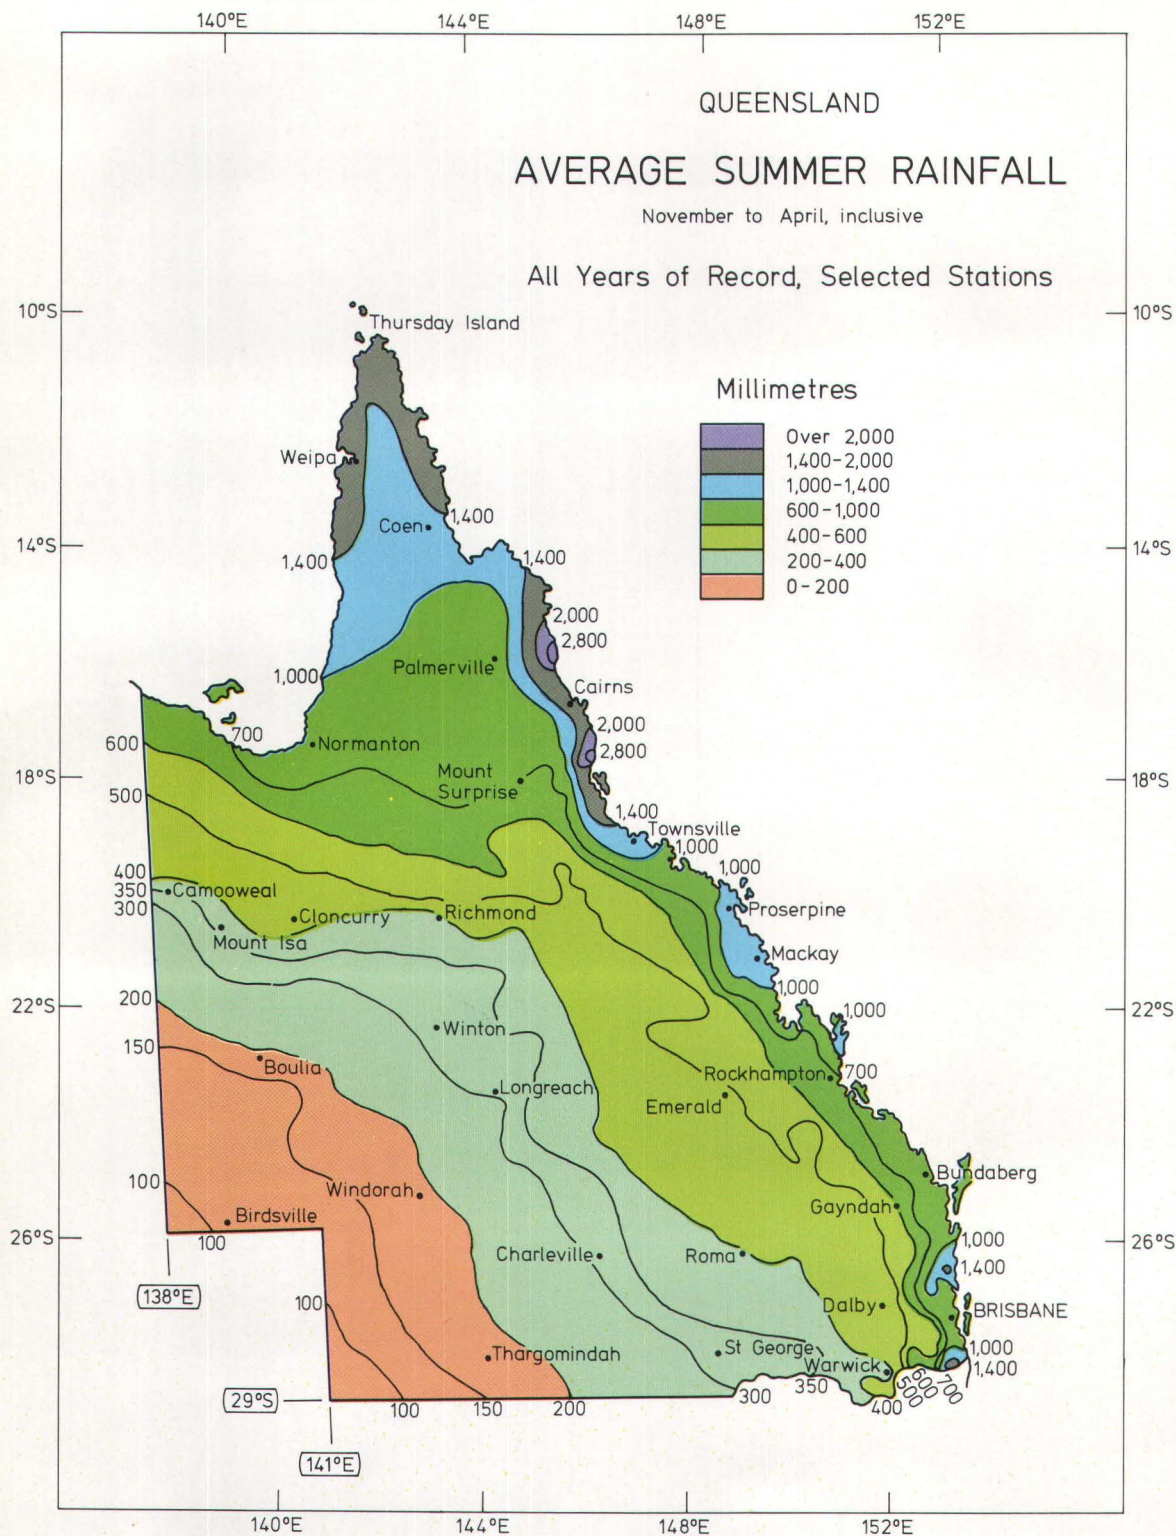 140°E 144°E 148°E 152°E
QUEENSLAND
AVERAGE SUMMER RAINFALL
November to April, inclusive
All Years of Record, Selected Stations
10°S 10°S
Thursday Island
Millimetres
Over 2,000
1,400-2,000
1,000-1,400
600-1,000
400-600
200-400
0-200
Weipa
1,400
Coen
14°S 14°S
1,400
1,400
2,000
2,800
Palmerville
1,000
Cairns
2,000
700
Normanton
600
2,800
Mount
Surprise
18°S 18°S
500
1,400
Townsville
1,000
1,000
400
350
Camooweal
300
Proserpine
Richmond
Cloncurry
Mount Isa
Mackay
1,000
200
22°S 22°S
1,000
Winton
150
Boulia
Rockhampton
700
Longreach
Emerald
Bundaberg
100
Windorah
Gayndah
Birdsville
26°S 26°S
100
1,000
Charleville
Roma
1,400
138°E
100
Dalby
BRISBANE
1,000
St George
Thargomindah
Warwick
1,400
29°S
100 150 200 300 350 400 500 600 700
141°E
140°E 144°E 148°E 152°E